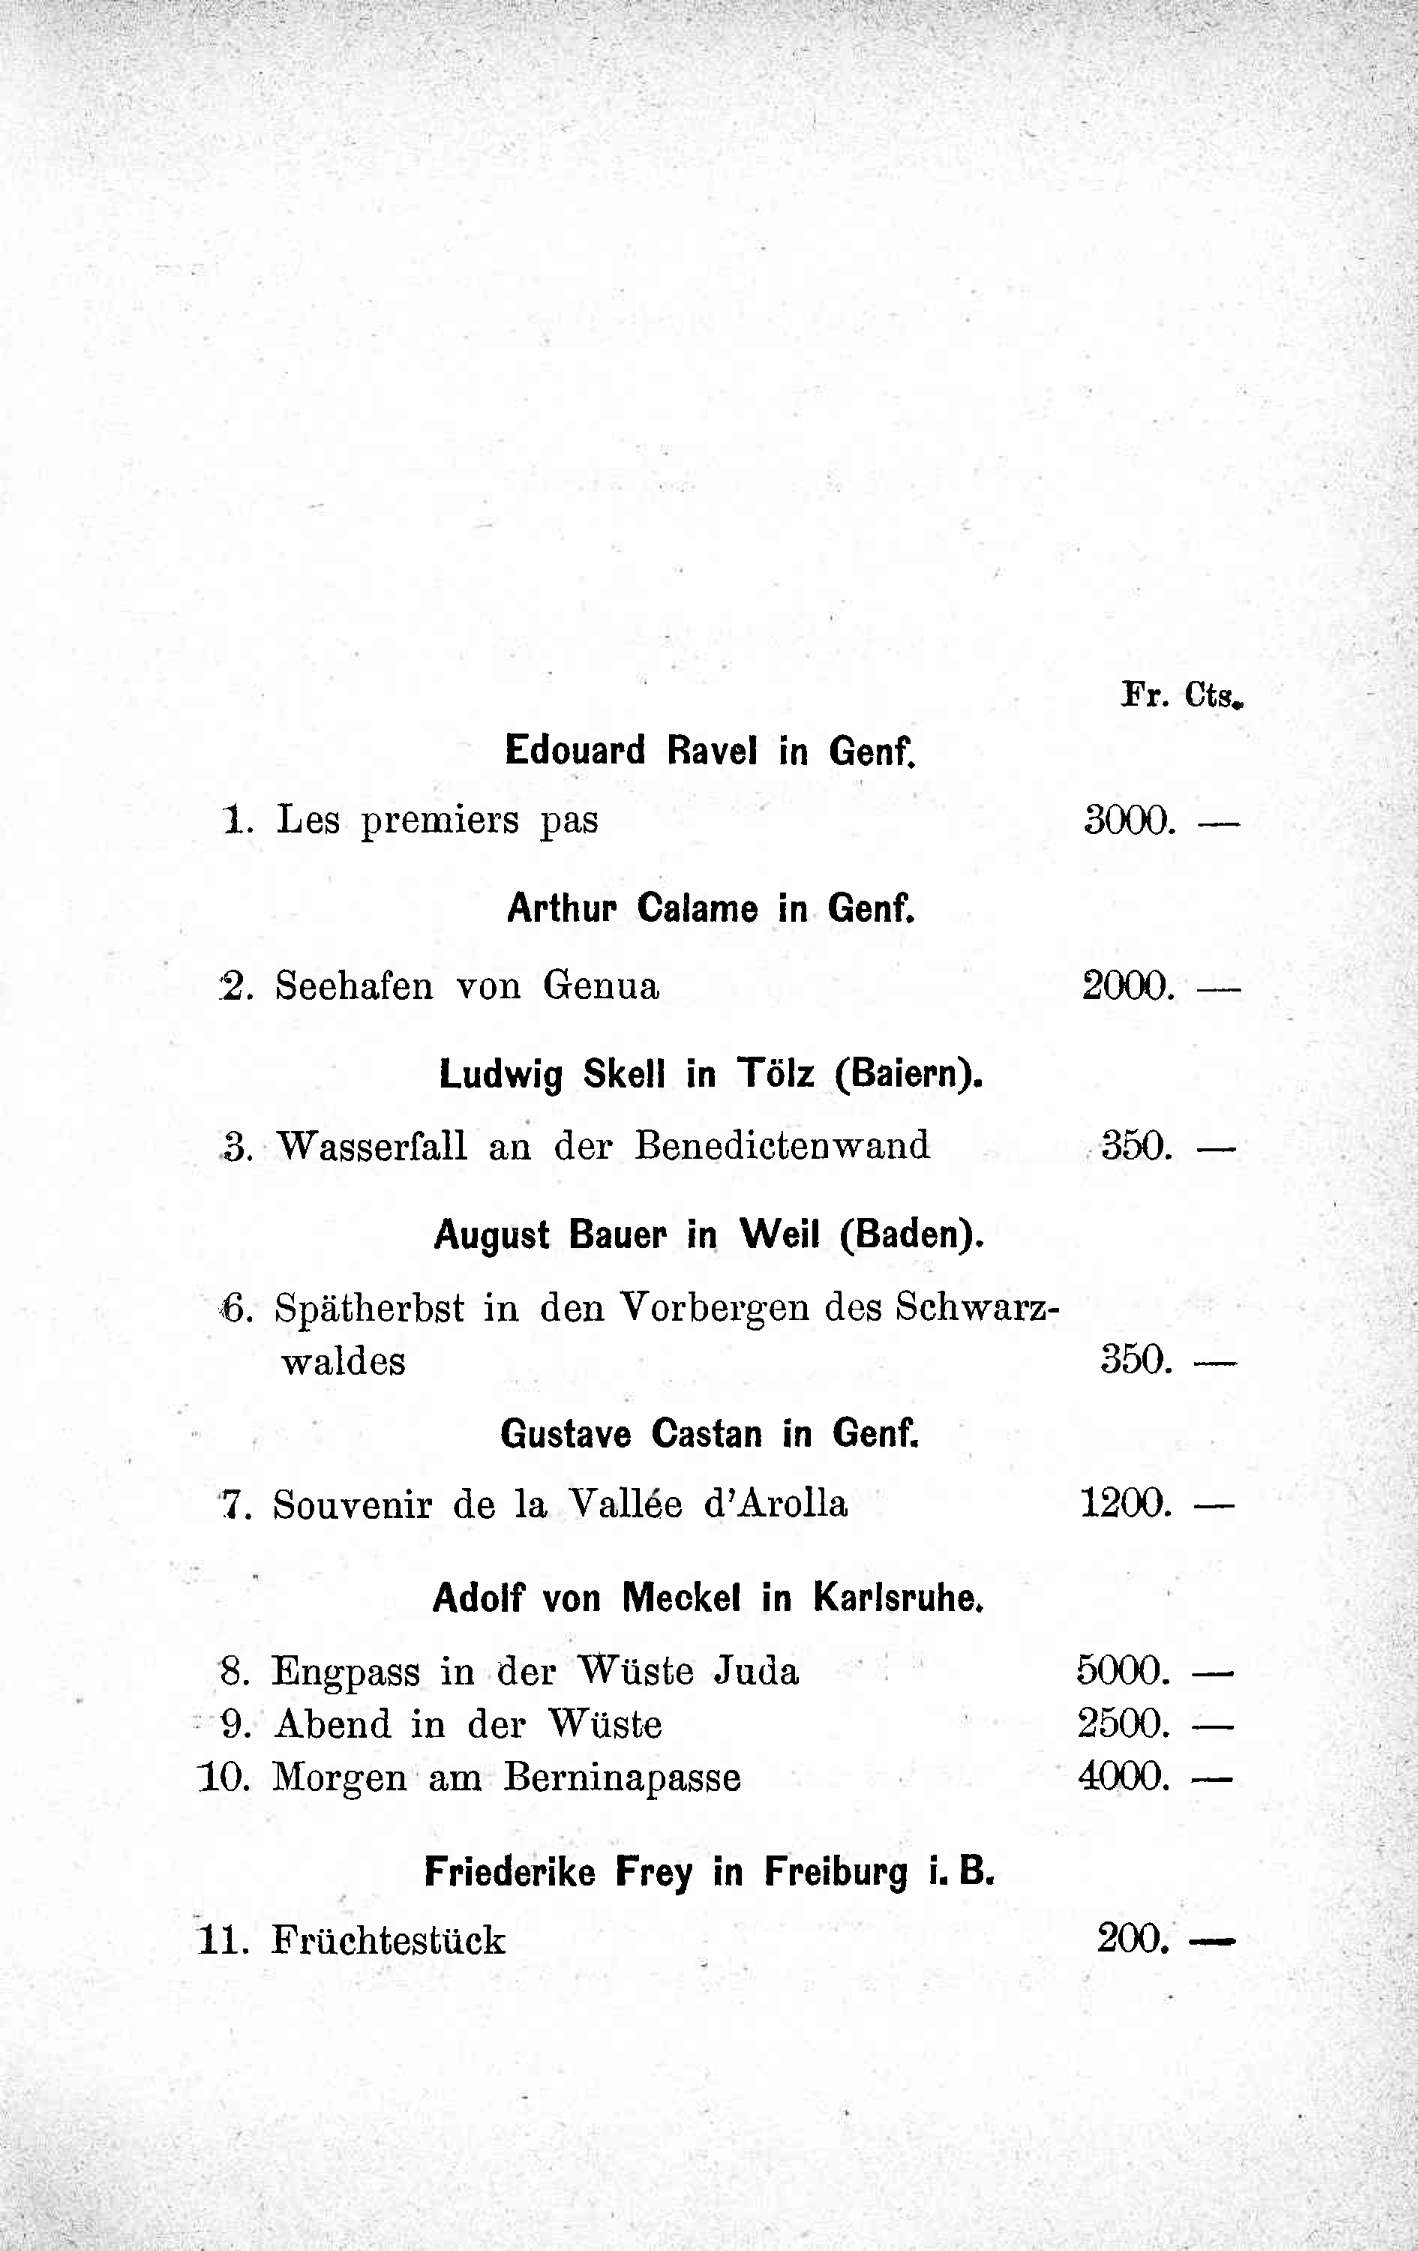 Fr. Cts.
Edouard Ravel in Genf.
1. Les premiers pas 3000. —
Arthur Calame in Genf.
2. Seehafen von Genua 2000. —
Ludwig Skell in Tölz (Baiern).
3. Wasserfall an der Benedictenwand 350. —
August Bauer in Weil (Baden).
6. Spätherbst in den Vorbergen des Schwarz-
waldes 350. —
Gustave Castan in Genf.
7. Souvenir de la Vallée d'Arolla 1200. —
Adolf von Meckel in Karlsruhe.
8. Engpass in der Wüste Juda 5000. —
9. Abend in der Wüste 2500. —
10. Morgen am Berninapasse 4000. —
Friederike Frey in Freiburg i. B.
11. Früchtestück 200. —